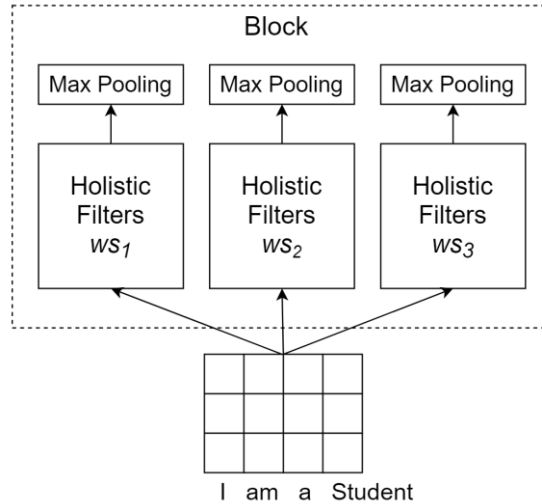 Block
Max Pooling Max Pooling Max Pooling
Holistic Filters ws₁
Holistic Filters ws₂
Holistic Filters ws₃
I am a Student